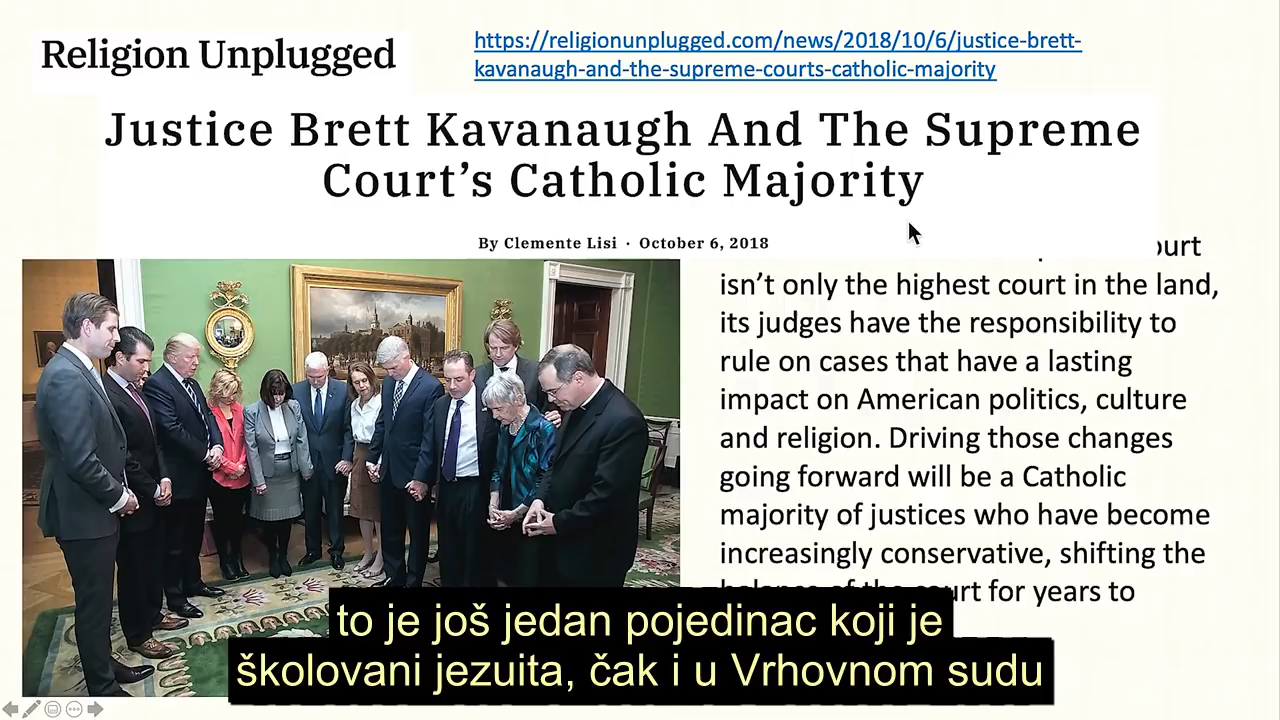 Religion Unplugged
https://religionunplugged.com/news/2018/10/6/justice-brett-
kavanaugh-and-the-supreme-courts-catholic-majority
Justice Brett Kavanaugh And The Supreme
Court’s Catholic Majority
By Clemente Lisi · October 6, 2018
isn’t only the highest court in the land,
its judges have the responsibility to
rule on cases that have a lasting
impact on American politics, culture
and religion. Driving those changes
going forward will be a Catholic
majority of justices who have become
increasingly conservative, shifting the
for years to
to je još jedan pojedinac koji je
školovani jezuita, čak i u Vrhovnom sudu